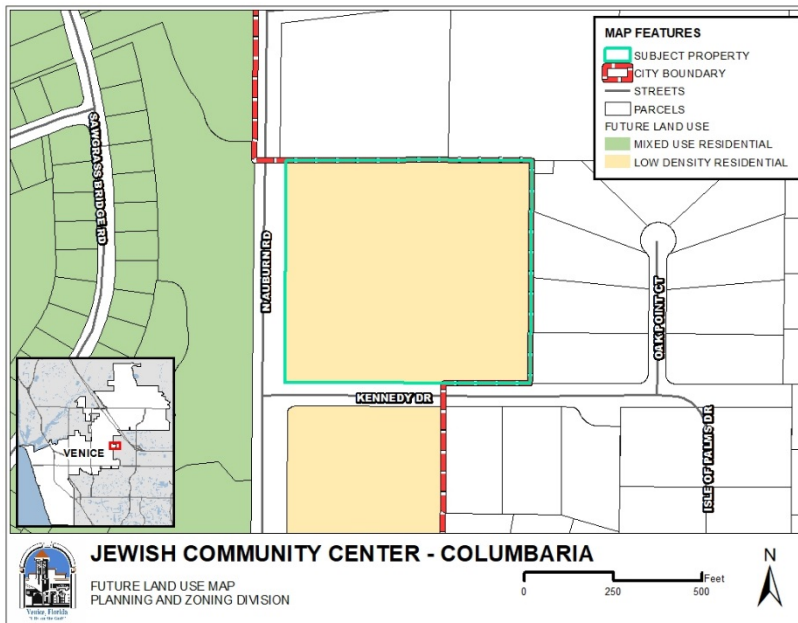 MAP FEATURES
SUBJECT PROPERTY
CITY BOUNDARY
STREETS
PARCELS
FUTURE LAND USE
MIXED USE RESIDENTIAL
LOW DENSITY RESIDENTIAL
SAWGRASS BRIDGE RD
N AUBURN RD
OAK POINT CT
KENNEDY DR
ISLE OF PALMS DR
VENICE
JEWISH COMMUNITY CENTER - COLUMBARIA
FUTURE LAND USE MAP
PLANNING AND ZONING DIVISION
Venice, Florida
Feet
0 250 500
N